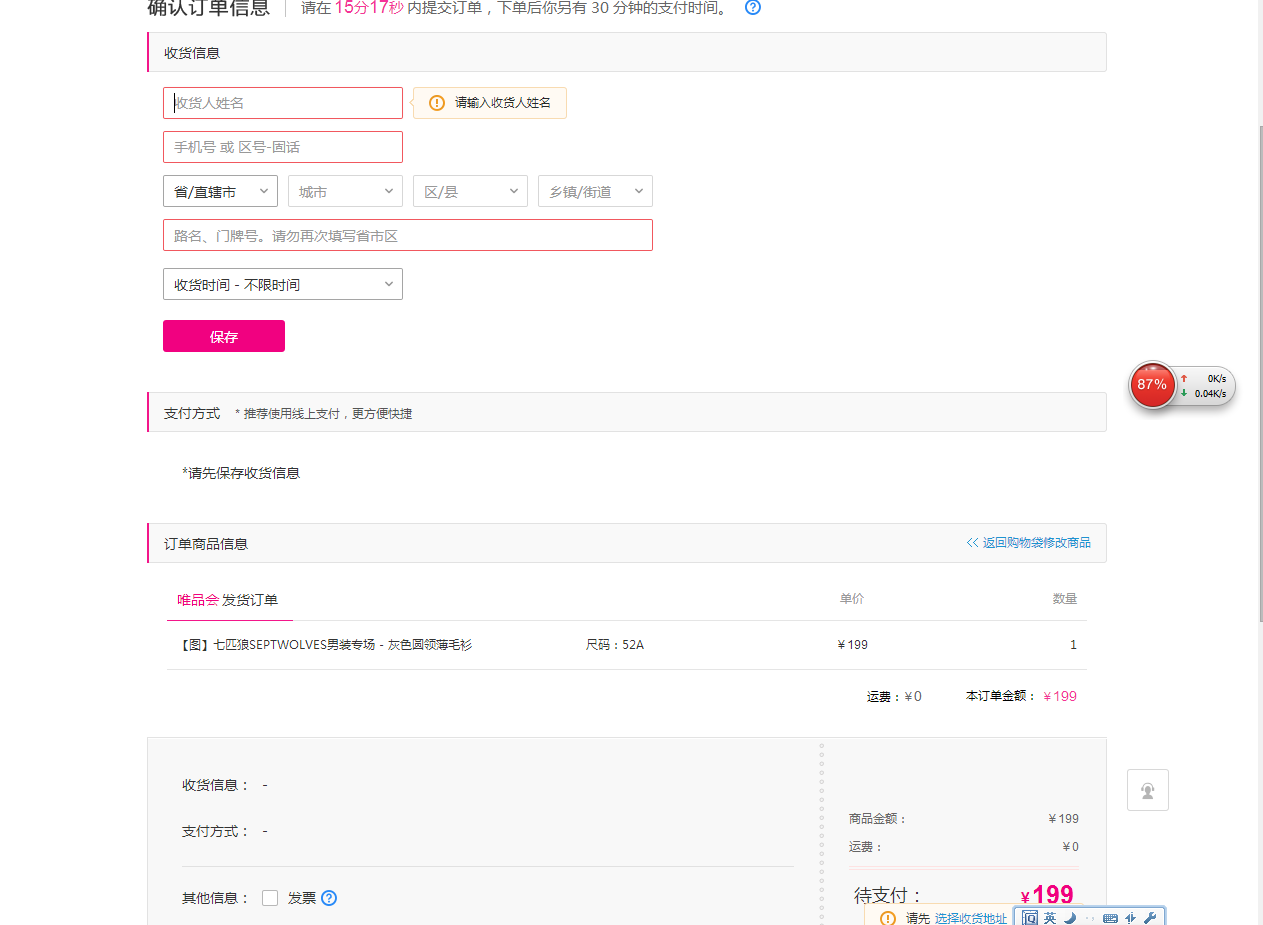 确认订单信息 请在 15分17秒 内提交订单，下单后你另有 30 分钟的支付时间。 ?
收货信息
收货人姓名 请输入收货人姓名
手机号 或 区号-固话
省/直辖市 城市 区/县 乡镇/街道
路名、门牌号。请勿再次填写省市区
收货时间 - 不限时间
保存
87% 0K/s
0.04K/s
支付方式 * 推荐使用线上支付，更方便快捷
*请先保存收货信息
订单商品信息 << 返回购物袋修改商品
唯品会 发货订单 单价 数量
【图】七匹狼SEPTWOLVES男装专场 - 灰色圆领薄毛衫 尺码：52A ¥199 1
运费：¥0 本订单金额： ¥199
收货信息： -
支付方式： -
商品金额： ¥199
运费： ¥0
其他信息： 发票 ?
待支付： ¥199
请先 选择收货地址 英